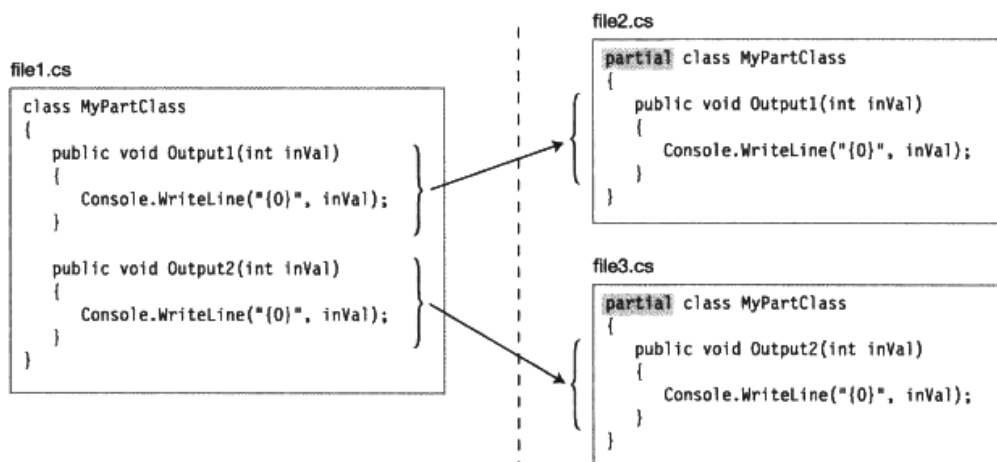 file1.cs
class MyPartClass
{
public void Output1(int inVal)
{
Console.WriteLine("{0}", inVal);
}
public void Output2(int inVal)
{
Console.WriteLine("{0}", inVal);
}
}
file2.cs
partial class MyPartClass
{
public void Output1(int inVal)
{
Console.WriteLine("{0}", inVal);
}
}
file3.cs
partial class MyPartClass
{
public void Output2(int inVal)
{
Console.WriteLine("{0}", inVal);
}
}